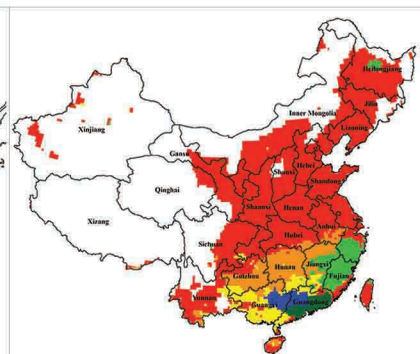 Heilongjiang
Jilin
Inner Mongolia
Liaoning
Xinjiang
Gansu
Hebei
Shanxi
Shandong
Qinghai
Shaanxi
Henan
Xizang
Anhui
Hubei
Sichuan
Jiangxi
Hunan
Guizhou
Fujian
Yunnan
Guangxi
Guangdong